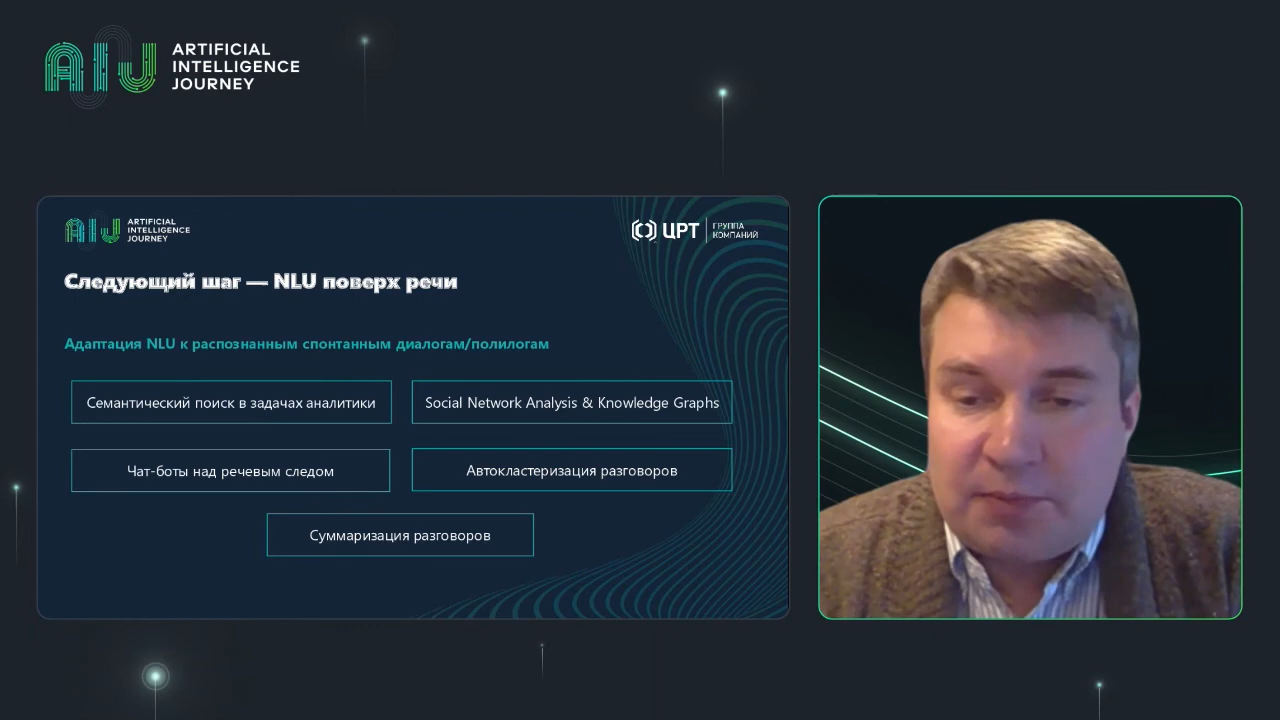 ARTIFICIAL
INTELLIGENCE
JOURNEY
ARTIFICIAL
INTELLIGENCE
JOURNEY
ЦРТ
ГРУППА
КОМПАНИЙ
Следующий шаг — NLU поверх речи
Адаптация NLU к распознанным спонтанным диалогам/полилогам
Семантический поиск в задачах аналитики
Social Network Analysis & Knowledge Graphs
Чат-боты над речевым следом
Автокластеризация разговоров
Суммаризация разговоров